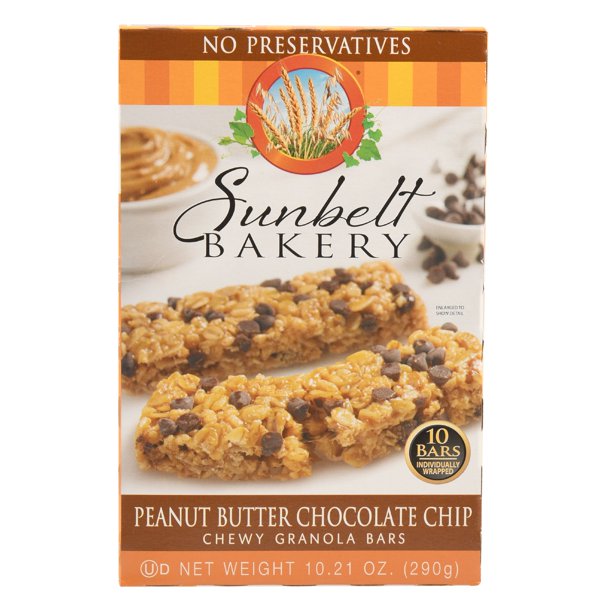 NO PRESERVATIVES
®
Sunbelt
BAKERY
ENLARGED TO
SHOW DETAIL
10
BARS
INDIVIDUALLY
WRAPPED
PEANUT BUTTER CHOCOLATE CHIP
CHEWY GRANOLA BARS
U D NET WEIGHT 10.21 OZ. (290g)